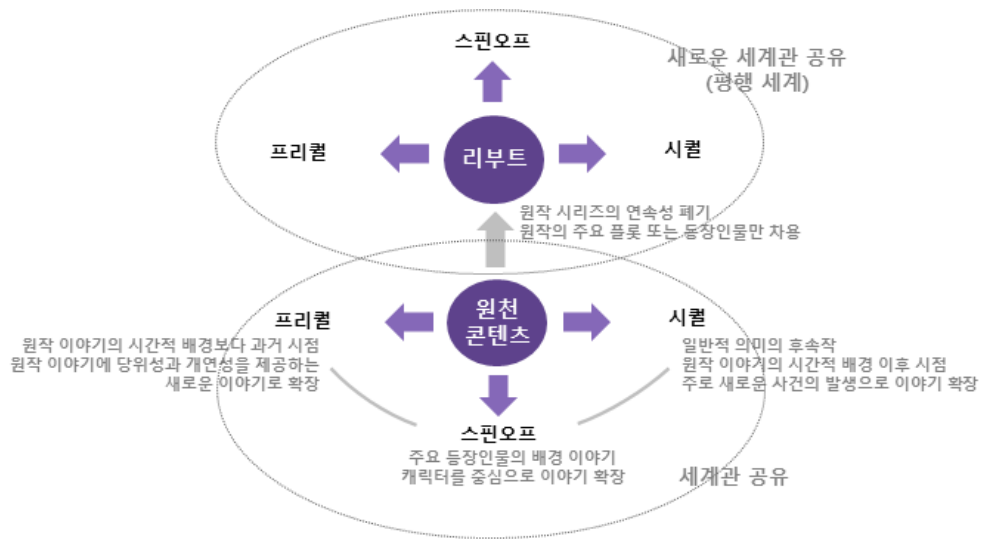 스핀오프
새로운 세계관 공유
(평행 세계)
프리퀄
리부트
시퀄
원작 시리즈의 연속성 폐기
원작의 주요 플롯 또는 등장인물만 차용
프리퀄
원작 이야기의 시간적 배경보다 과거 시점
원작 이야기에 당위성과 개연성을 제공하는
새로운 이야기로 확장
원천
콘텐츠
시퀄
일반적 의미의 후속작
원작 이야기의 시간적 배경 이후 시점
주로 새로운 사건의 발생으로 이야기 확장
스핀오프
주요 등장인물의 배경 이야기
캐릭터를 중심으로 이야기 확장
세계관 공유